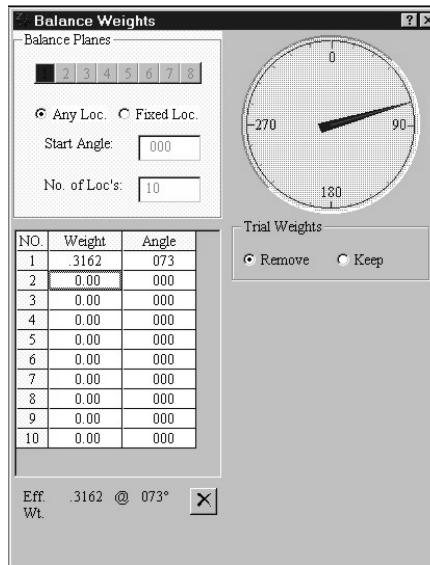 Balance Weights
Balance Planes
1 2 3 4 5 6 7 8
Any Loc. Fixed Loc.
Start Angle: 000
No. of Loc's: 10
0
270 90
180
Trial Weights
Remove Keep
NO. Weight Angle
1 .3162 073
2 0.00 000
3 0.00 000
4 0.00 000
5 0.00 000
6 0.00 000
7 0.00 000
8 0.00 000
9 0.00 000
10 0.00 000
Eff. .3162 @ 073°
Wt.